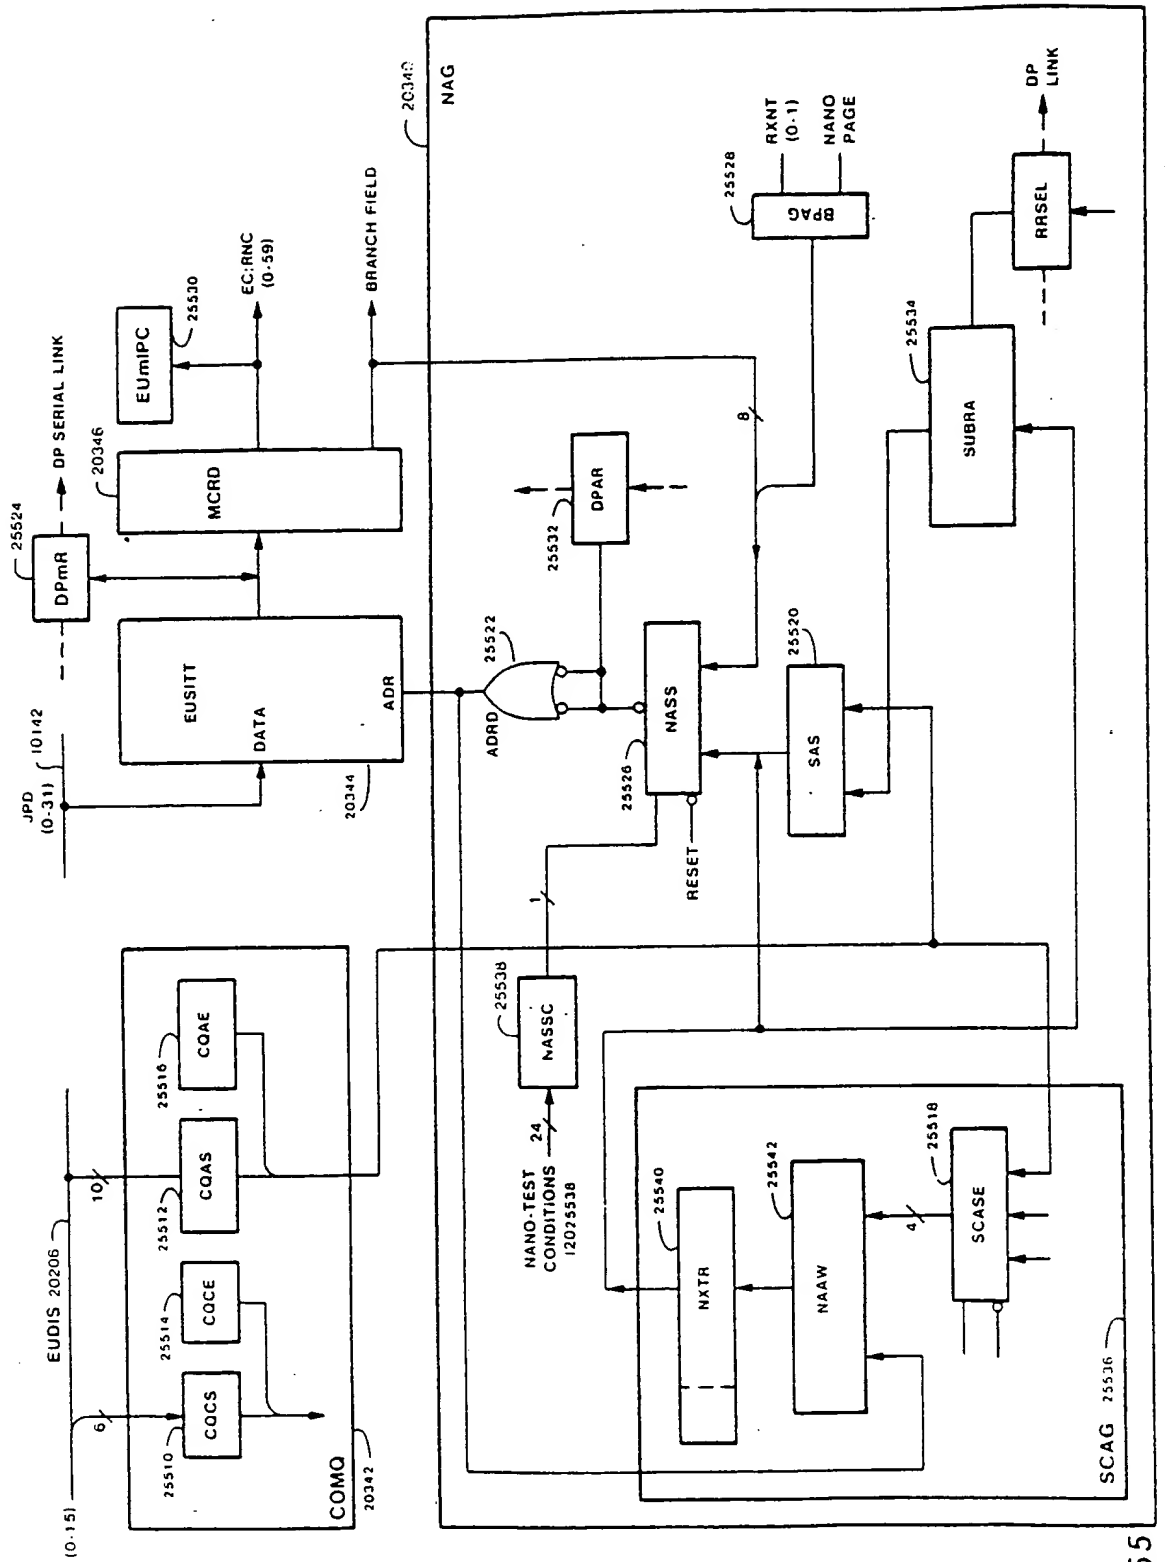 (0-15)
EUDIS 20206
JPD
(0-31)
10142
DPmR
25524
DP SERIAL LINK
6
10
CQCS
25510
CQCE
25514
CQAS
25512
CQAE
25516
COMQ
20342
EUSITT
DATA
ADR
20344
MCRD
20346
EUmIPC
25530
EC:RNC
(0-59)
BRANCH FIELD
NAG
ADRD
25522
DPAR
25532
8
BPAG
25528
RXNT
(0-1)
NANO
PAGE
NANO-TEST
CONDITIONS
12025538
24
NASSC
25538
1
RESET
NASS
25526
SAS
25520
SUBRA
25534
RRSEL
DP
LINK
NXTR
25540
NAAW
25542
4
SCASE
25518
SCAG
25536